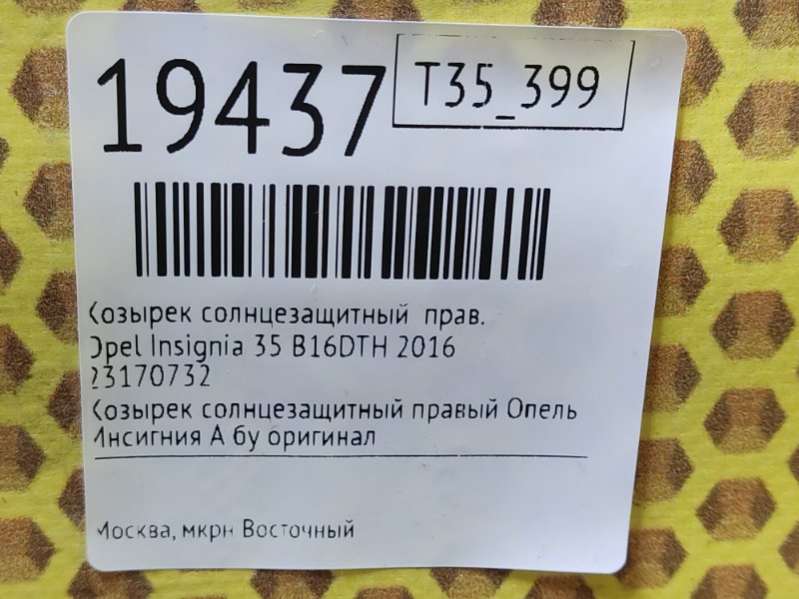 19437
T35_399
Козырек солнцезащитный прав.
Opel Insignia 35 B16DTH 2016
23170732
Козырек солнцезащитный правый Опель
Инсигния А бу оригинал
Москва, мкрн Восточный